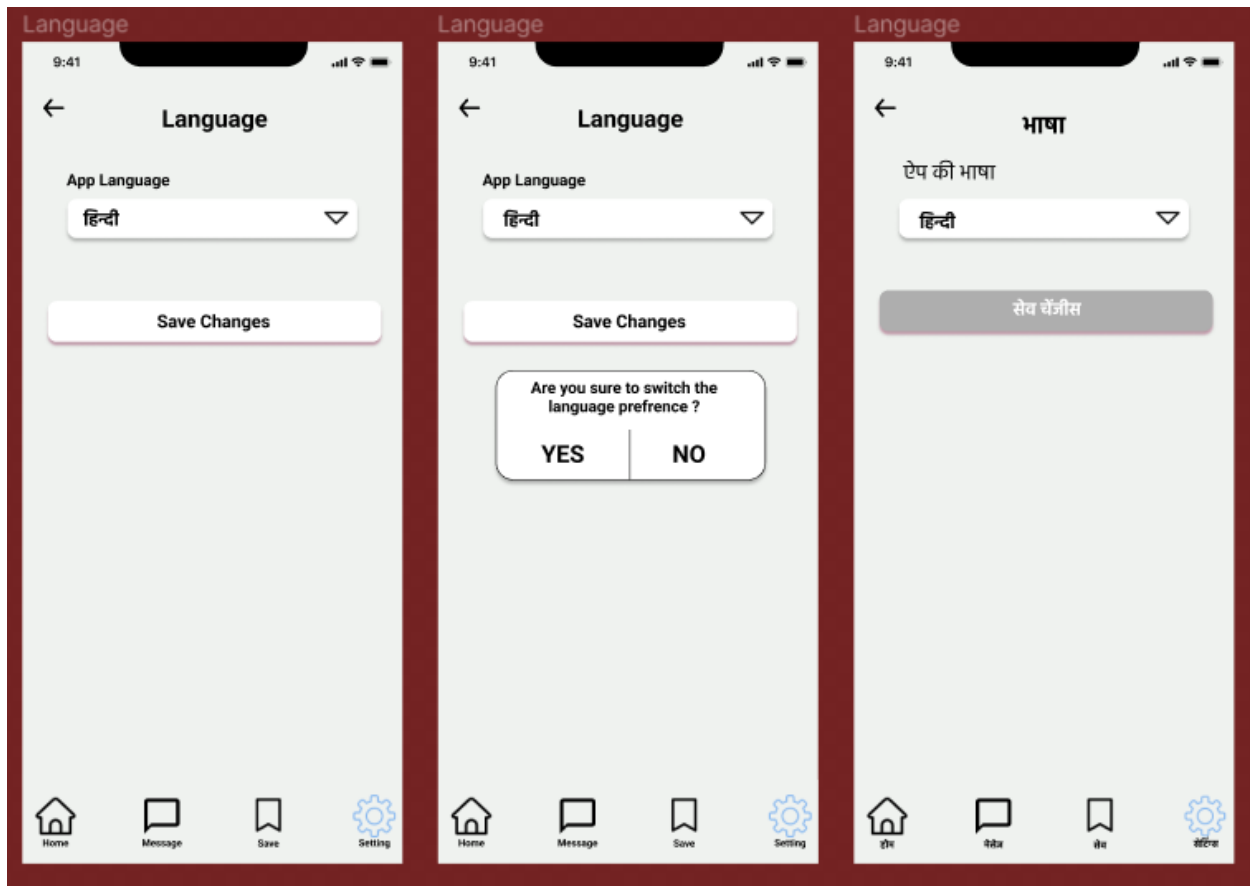 Language
9:41
Language
App Language
हिन्दी
Save Changes
Home
Message
Save
Setting
Language
9:41
Language
App Language
हिन्दी
Save Changes
Are you sure to switch the
language prefrence ?
YES
NO
Home
Message
Save
Setting
Language
9:41
भाषा
ऐप की भाषा
हिन्दी
सेव चेंजीस
होम
मैसेज
सेव
सेटिंग्स